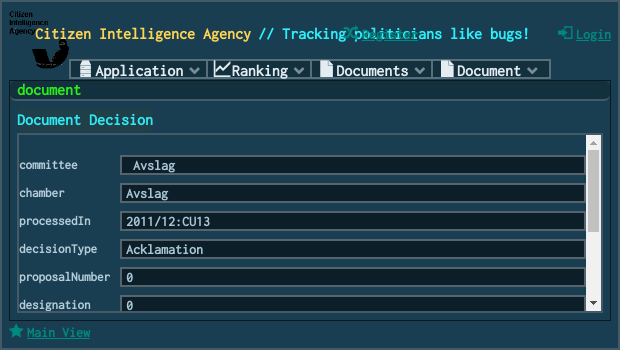 Citizen
Intelligence
Agency
Citizen Intelligence Agency // Tracking politicians like bugs!
Register
Login
Application
Ranking
Documents
Document
document
Document Decision
committee Avslag
chamber Avslag
processedIn 2011/12:CU13
decisionType Acklamation
proposalNumber 0
designation 0
Main View